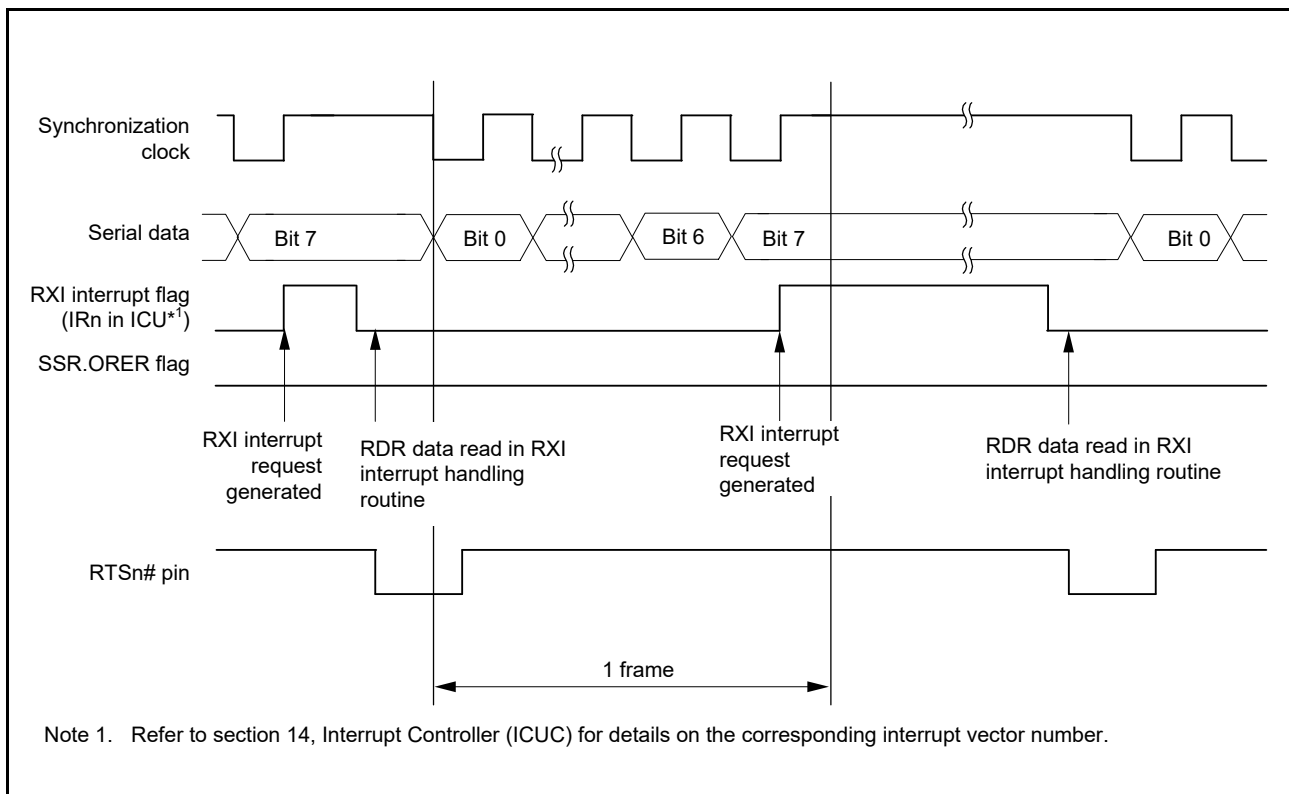 Synchronization
clock
Serial data
Bit 7
Bit 0
Bit 6
Bit 7
Bit 0
RXI interrupt flag
(IRn in ICU*1)
SSR.ORER flag
RXI interrupt
request
generated
RDR data read in RXI
interrupt handling
routine
RXI interrupt
request
generated
RDR data read in RXI
interrupt handling routine
RTSn# pin
1 frame
Note 1. Refer to section 14, Interrupt Controller (ICUC) for details on the corresponding interrupt vector number.